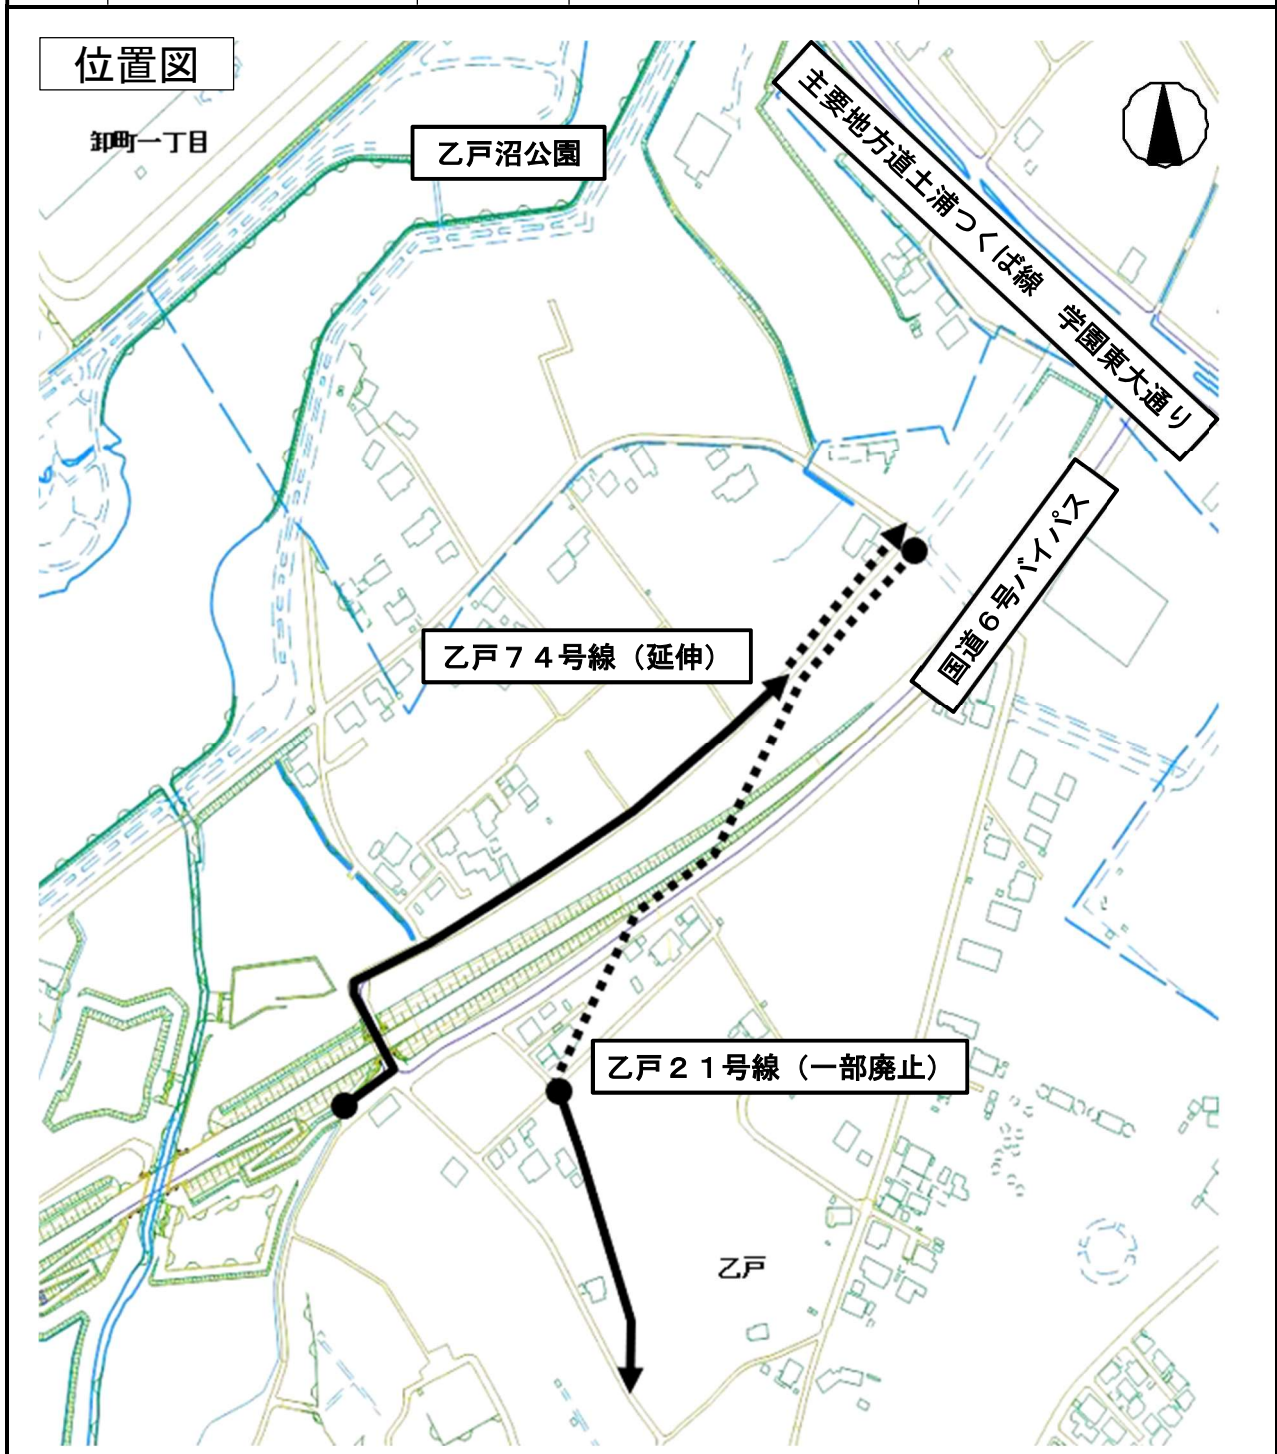 位置図
卸町一丁目
乙戸沼公園
主要地方道土浦つくば線　学園東大通り
国道６号バイパス
乙戸７４号線（延伸）
乙戸２１号線（一部廃止）
乙戸